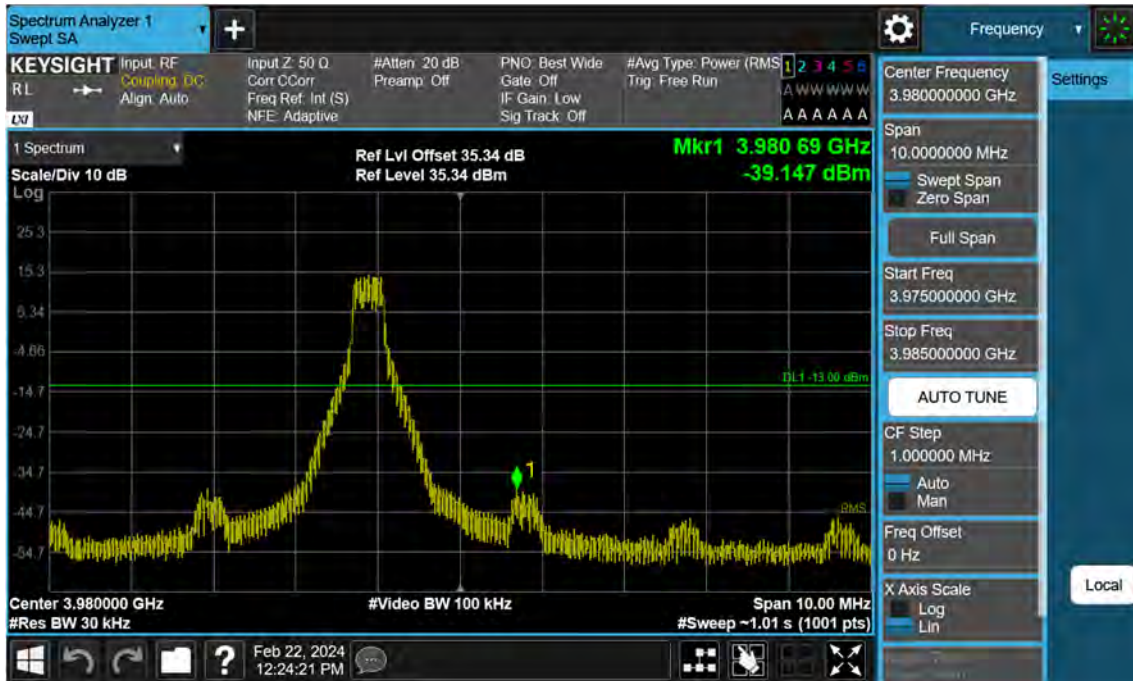 Spectrum Analyzer 1
Swept SA
Frequency
KEYSIGHT
Input: RF
Input Z: 50 Ω
#Atten: 20 dB
PNO: Best Wide
#Avg Type: Power (RMS
1 2 3 4 5 6
RL
Coupling: DC
Corr CCorr
Preamp: Off
Gate: Off
Trig: Free Run
Align: Auto
Freq Ref: Int (S)
IF Gain: Low
A W W W W W
LXI
NFE: Adaptive
Sig Track: Off
A A A A A A
1 Spectrum
Ref Lvl Offset 35.34 dB
Mkr1 3.980 69 GHz
Scale/Div 10 dB
Ref Level 35.34 dBm
-39.147 dBm
Log
25.3
15.3
5.34
-4.66
DL1 -13.00 dBm
-14.7
-24.7
-34.7
1
-44.7
RMS
-54.7
Center 3.980000 GHz
#Video BW 100 kHz
Span 10.00 MHz
#Res BW 30 kHz
#Sweep ~1.01 s (1001 pts)
Feb 22, 2024
12:24:21 PM
Center Frequency
3.980000000 GHz
Settings
Span
10.0000000 MHz
Swept Span
Zero Span
Full Span
Start Freq
3.975000000 GHz
Stop Freq
3.985000000 GHz
AUTO TUNE
CF Step
1.000000 MHz
Auto
Man
Freq Offset
0 Hz
X Axis Scale
Log
Lin
Local